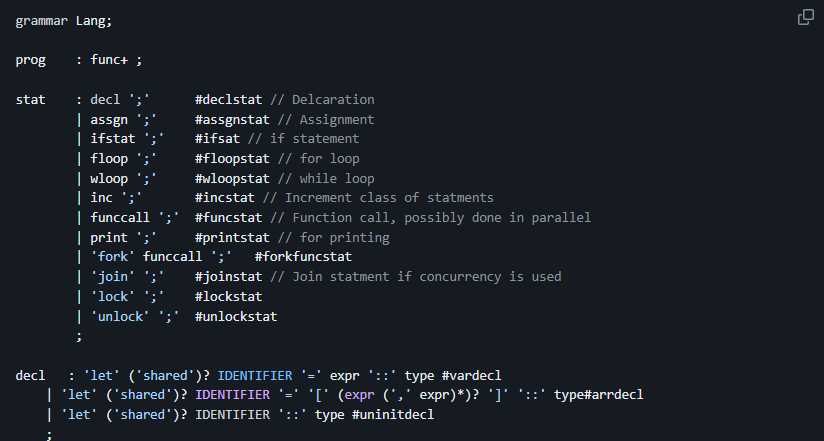 grammar Lang;
prog    : func+ ;
stat    : decl ';'      #declstat // Delcaration
        | assgn ';'     #assgnstat // Assignment
        | ifstat ';'    #ifsat // if statement
        | floop ';'     #floopstat // for loop
        | wloop ';'     #wloopstat // while loop
        | inc ';'       #incstat // Increment class of statments
        | funccall ';'  #funcstat // Function call, possibly done in parallel
        | print ';'     #printstat // for printing
        | 'fork' funccall ';'   #forkfuncstat
        | 'join' ';'    #joinstat // Join statment if concurrency is used
        | 'lock' ';'    #lockstat
        | 'unlock' ';'  #unlockstat
        ;
decl   : 'let' ('shared')? IDENTIFIER '=' expr '::' type #vardecl
    | 'let' ('shared')? IDENTIFIER '=' '[' (expr (',' expr)*)? ']' '::' type#arrdecl
    | 'let' ('shared')? IDENTIFIER '::' type #uninitdecl
    ;